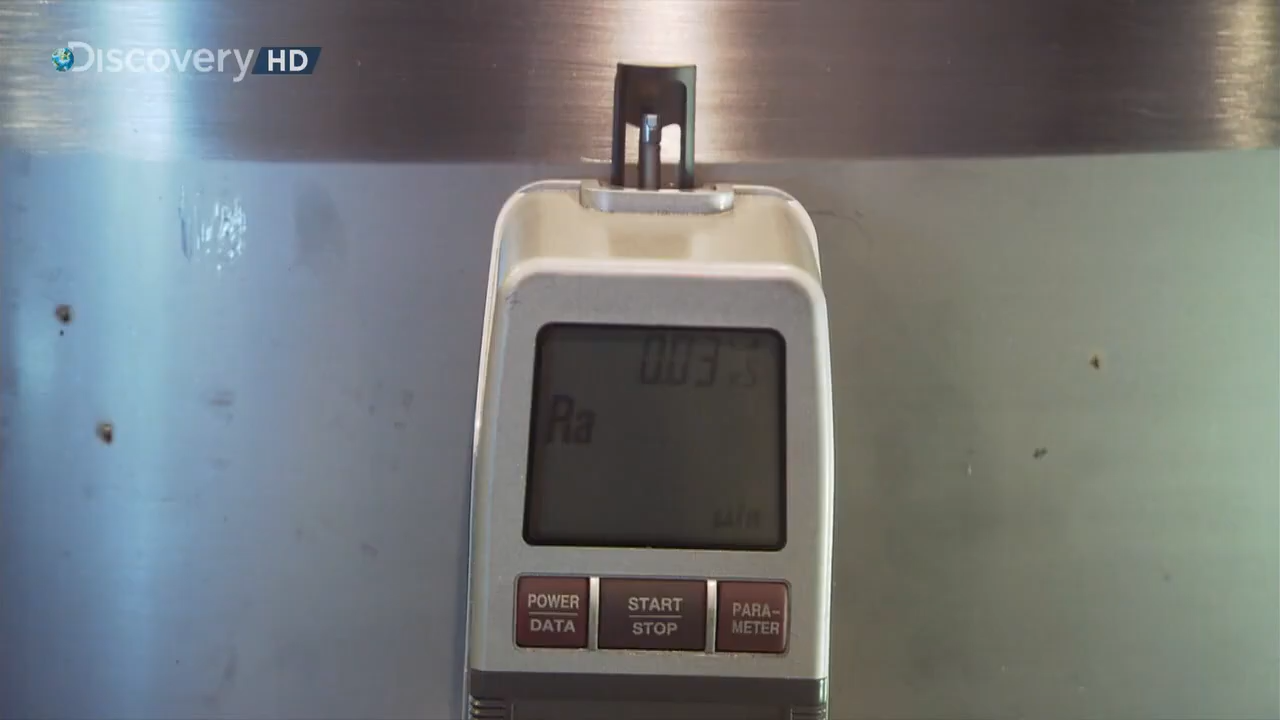 Discovery HD
0.03
Ra
POWER
DATA
START
STOP
PARA-
METER